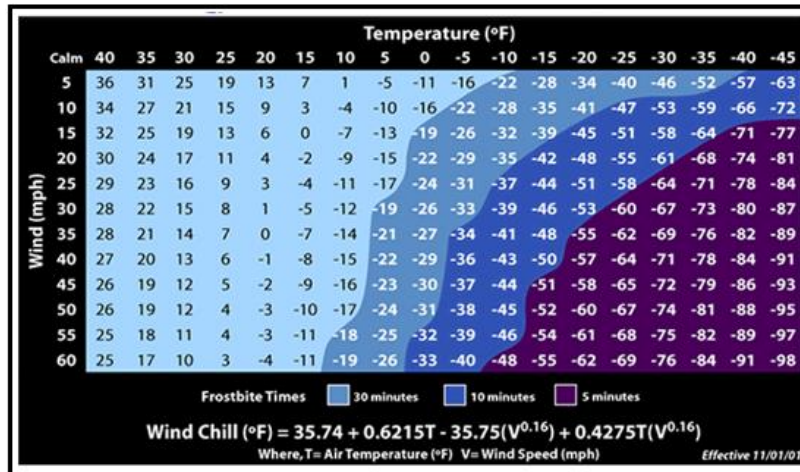 Temperature (ºF)
Calm 40 35 30 25 20 15 10 5 0 -5 -10 -15 -20 -25 -30 -35 -40 -45
5 36 31 25 19 13 7 1 -5 -11 -16 -22 -28 -34 -40 -46 -52 -57 -63
10 34 27 21 15 9 3 -4 -10 -16 -22 -28 -35 -41 -47 -53 -59 -66 -72
15 32 25 19 13 6 0 -7 -13 -19 -26 -32 -39 -45 -51 -58 -64 -71 -77
20 30 24 17 11 4 -2 -9 -15 -22 -29 -35 -42 -48 -55 -61 -68 -74 -81
25 29 23 16 9 3 -4 -11 -17 -24 -31 -37 -44 -51 -58 -64 -71 -78 -84
30 28 22 15 8 1 -5 -12 -19 -26 -33 -39 -46 -53 -60 -67 -73 -80 -87
35 28 21 14 7 0 -7 -14 -21 -27 -34 -41 -48 -55 -62 -69 -76 -82 -89
40 27 20 13 6 -1 -8 -15 -22 -29 -36 -43 -50 -57 -64 -71 -78 -84 -91
45 26 19 12 5 -2 -9 -16 -23 -30 -37 -44 -51 -58 -65 -72 -79 -86 -93
50 26 19 12 4 -3 -10 -17 -24 -31 -38 -45 -52 -60 -67 -74 -81 -88 -95
55 25 18 11 4 -3 -11 -18 -25 -32 -39 -46 -54 -61 -68 -75 -82 -89 -97
60 25 17 10 3 -4 -11 -19 -26 -33 -40 -48 -55 -62 -69 -76 -84 -91 -98
Wind (mph)
Frostbite Times 30 minutes 10 minutes 5 minutes
Wind Chill (ºF) = 35.74 + 0.6215T - 35.75(V^0.16) + 0.4275T(V^0.16)
Where, T= Air Temperature (ºF) V= Wind Speed (mph) Effective 11/01/01